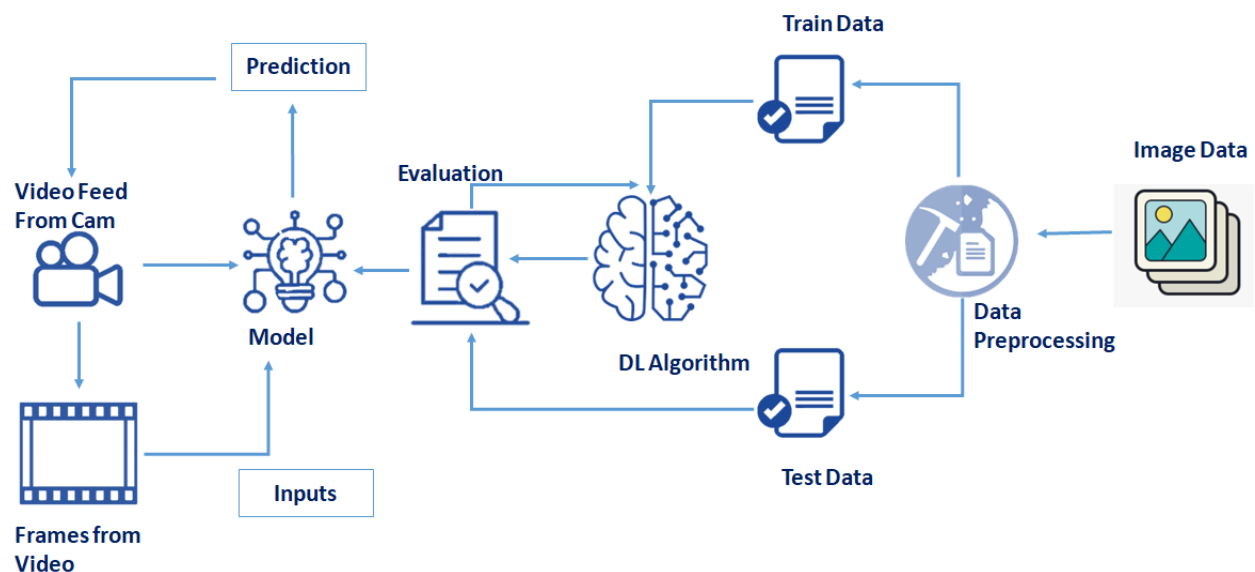 Train Data
Prediction
Image Data
Evaluation
Video Feed
From Cam
Data
Preprocessing
Model
DL Algorithm
Test Data
Inputs
Frames from
Video